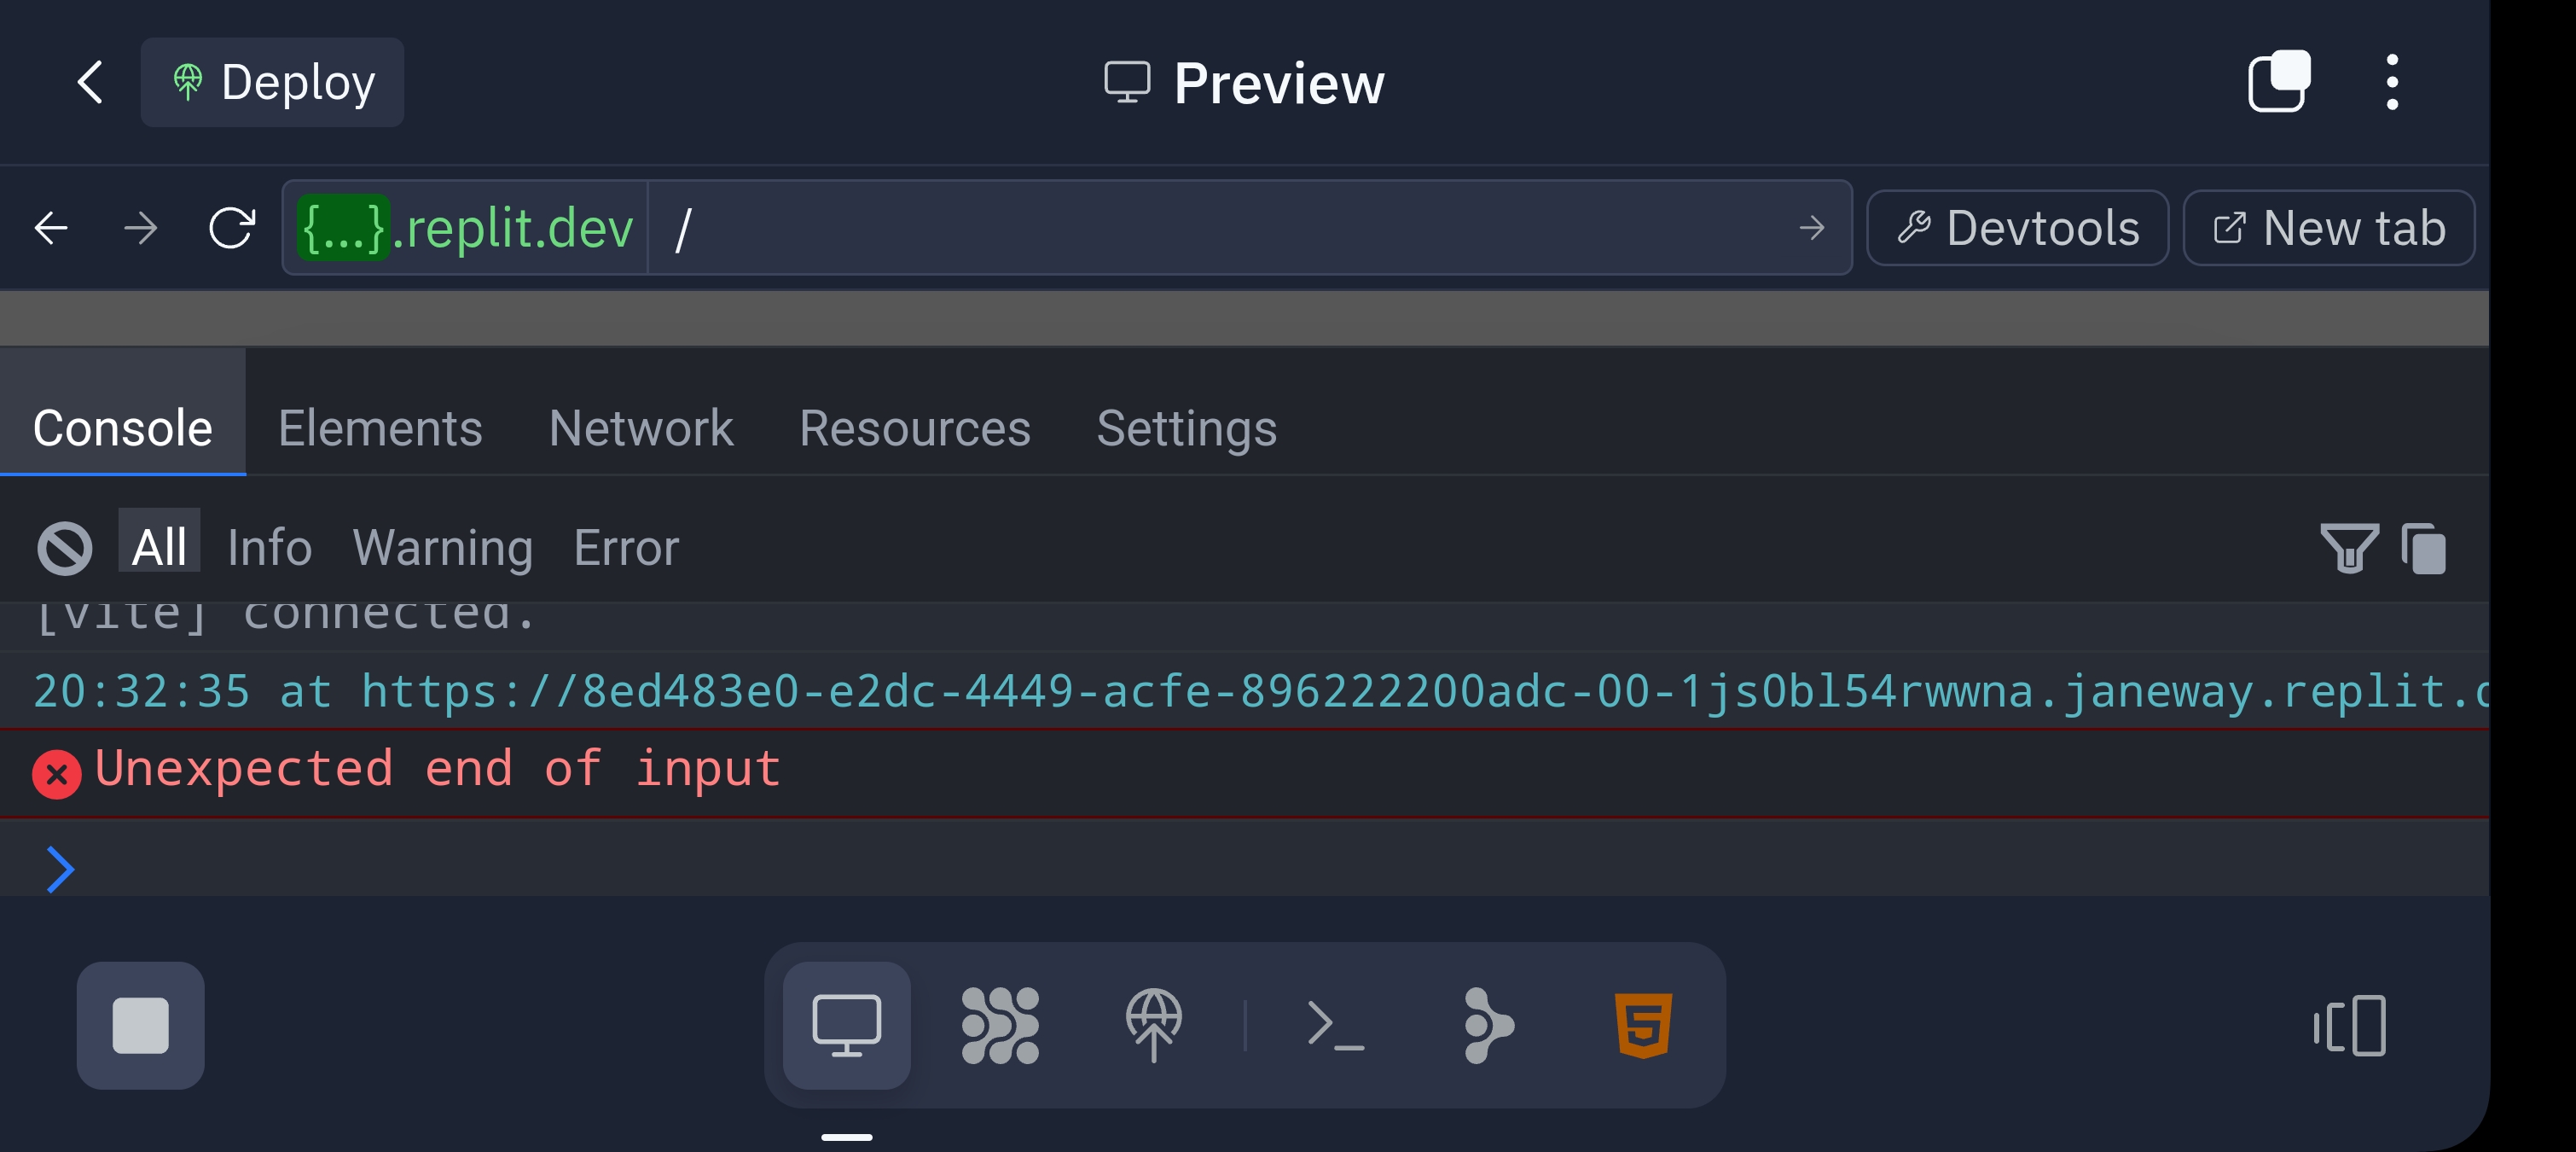 Deploy
Preview
{...}.replit.dev
/
Devtools
New tab
Console Elements Network Resources Settings
All Info Warning Error
[vite] connected.
20:32:35 at https://8ed483e0-e2dc-4449-acfe-896222200adc-00-1js0bl54rwwna.janeway.replit.
Unexpected end of input